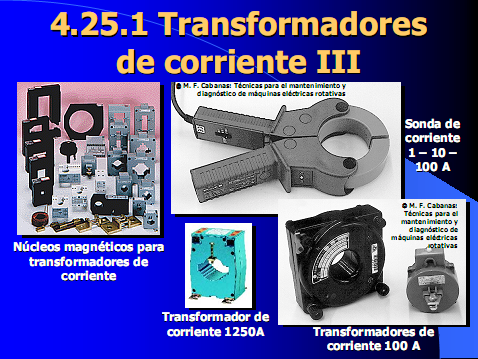 4.25.1 Transformadores
de corriente III
© M. F. Cabanas: Técnicas para el mantenimiento y
diagnóstico de máquinas eléctricas rotativas
Sonda de
corriente
1 – 10 –
100 A
Núcleos magnéticos para
transformadores de
corriente
Transformador de
corriente 1250A
© M. F. Cabanas:
Técnicas para el
mantenimiento y
diagnóstico de
máquinas eléctricas
rotativas
Transformadores de
corriente 100 A